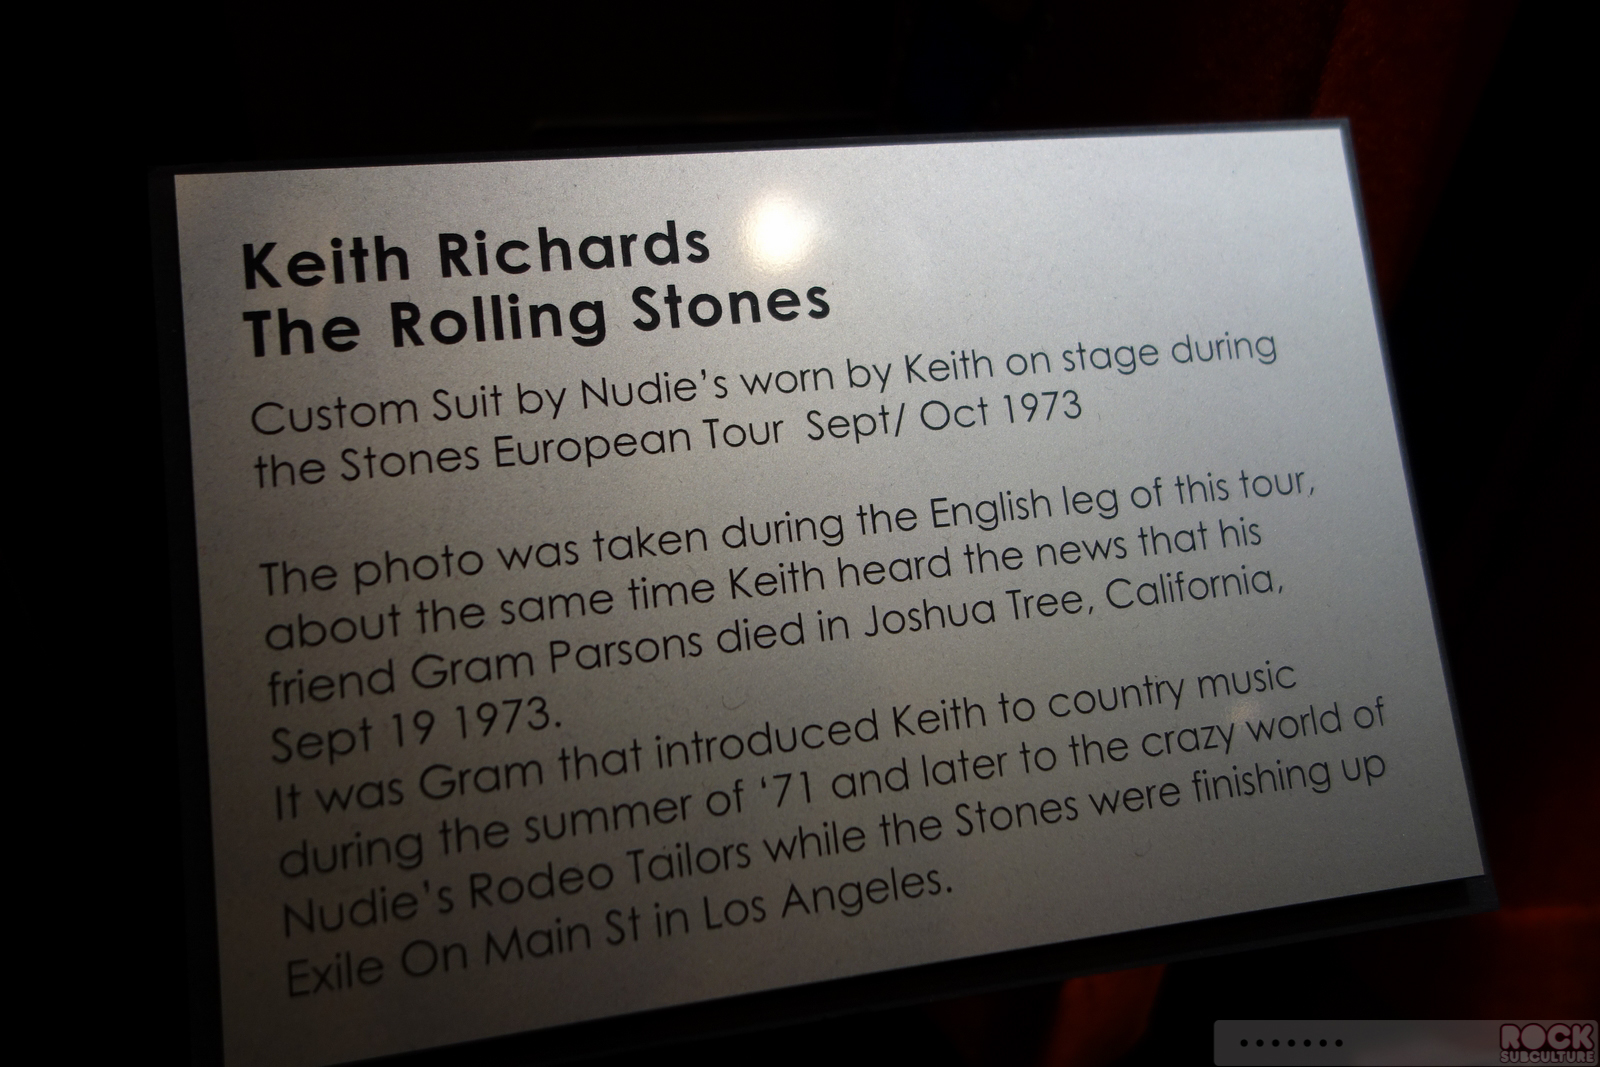 Keith Richards
The Rolling Stones
Custom Suit by Nudie's worn by Keith on stage during
the Stones European Tour Sept/ Oct 1973
The photo was taken during the English leg of this tour,
about the same time Keith heard the news that his
friend Gram Parsons died in Joshua Tree, California,
Sept 19 1973.
It was Gram that introduced Keith to country music
during the summer of ‘71 and later to the crazy world of
Nudie's Rodeo Tailors while the Stones were finishing up
Exile On Main St in Los Angeles.
ROCK
SUBCULTURE